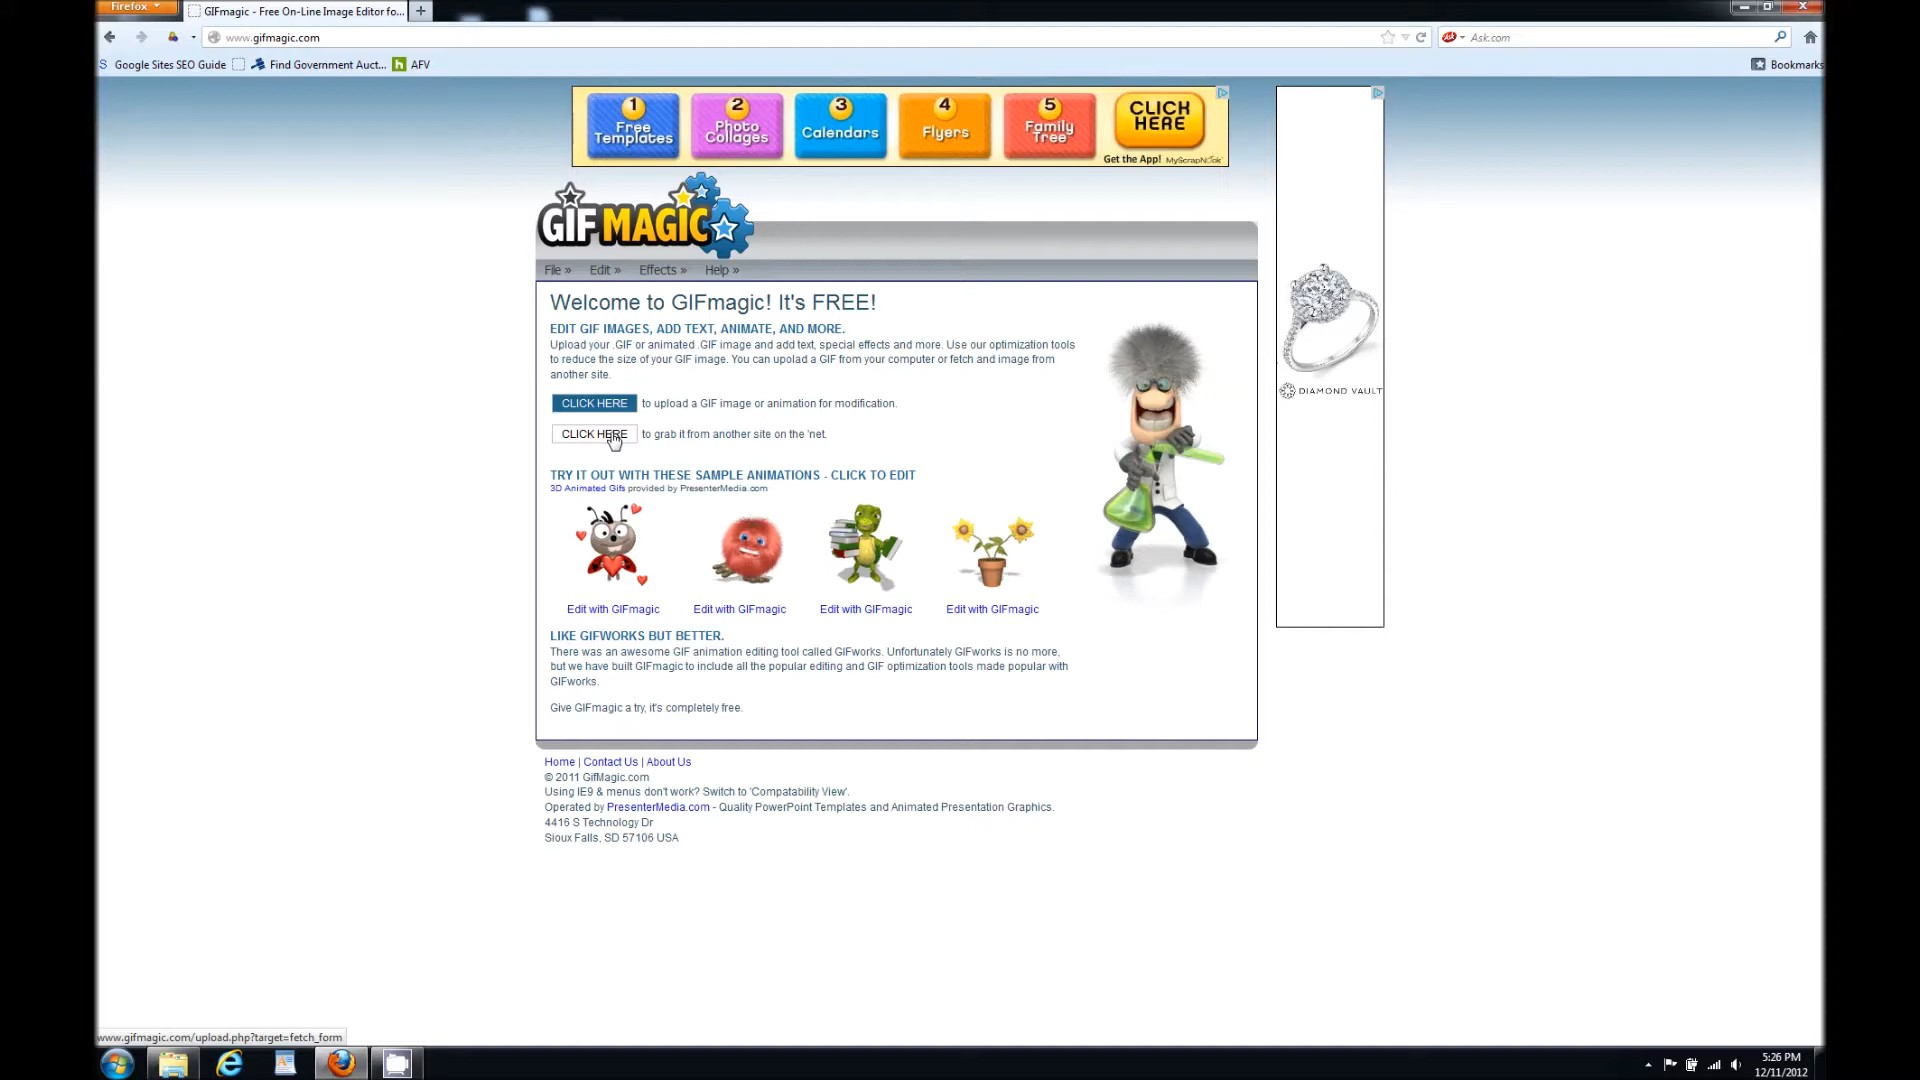 Firefox
GIFmagic - Free On-Line Image Editor fo...
www.gifmagic.com
Ask.com
Google Sites SEO Guide
Find Government Auct...
AFV
Bookmarks
1 Free Templates
2 Photo Collages
3 Calendars
4 Flyers
5 Family Tree
CLICK HERE
Get the App! MyScrapNook
GIF MAGIC
File » Edit » Effects » Help »
Welcome to GIFmagic! It's FREE!
EDIT GIF IMAGES, ADD TEXT, ANIMATE, AND MORE.
Upload your .GIF or animated .GIF image and add text, special effects and more. Use our optimization tools
to reduce the size of your GIF image. You can upolad a GIF from your computer or fetch and image from
another site.
CLICK HERE to upload a GIF image or animation for modification.
CLICK HERE to grab it from another site on the 'net.
TRY IT OUT WITH THESE SAMPLE ANIMATIONS - CLICK TO EDIT
3D Animated Gifs provided by PresenterMedia.com
Edit with GIFmagic Edit with GIFmagic Edit with GIFmagic Edit with GIFmagic
LIKE GIFWORKS BUT BETTER.
There was an awesome GIF animation editing tool called GIFworks. Unfortunately GIFworks is no more,
but we have built GIFmagic to include all the popular editing and GIF optimization tools made popular with
GIFworks.
Give GIFmagic a try, it's completely free.
DIAMOND VAULT
Home | Contact Us | About Us
© 2011 GifMagic.com
Using IE9 & menus don't work? Switch to 'Compatability View'.
Operated by PresenterMedia.com - Quality PowerPoint Templates and Animated Presentation Graphics.
4416 S Technology Dr
Sioux Falls, SD 57106 USA
www.gifmagic.com/upload.php?target=fetch_form
5:26 PM
12/11/2012